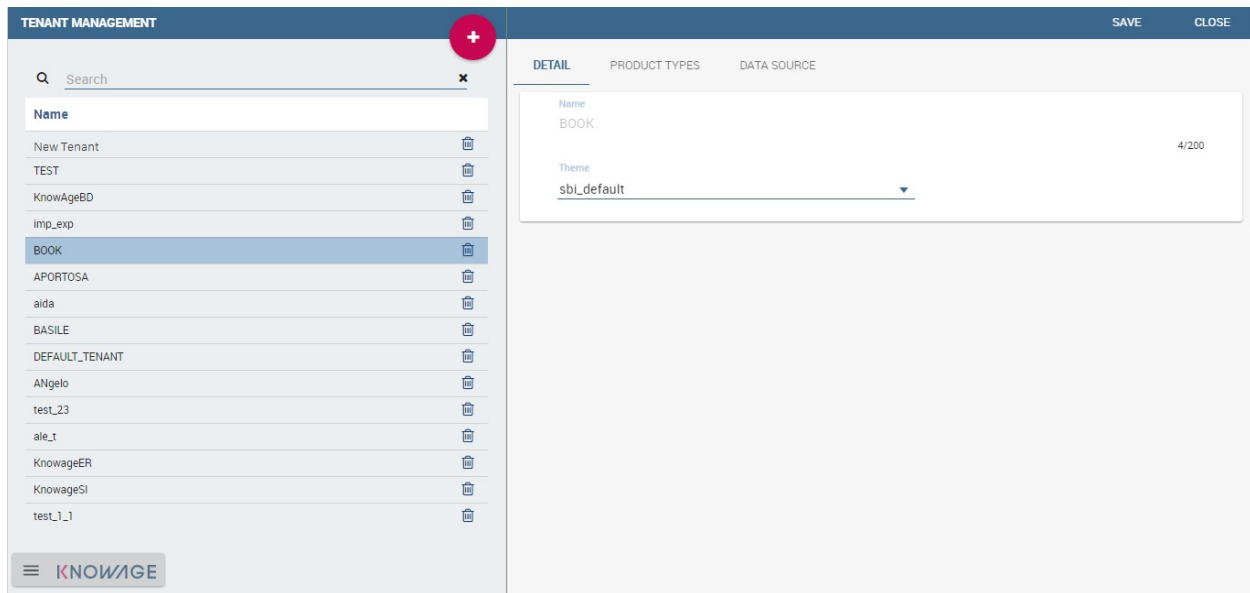 TENANT MANAGEMENT
+
SAVE CLOSE
Search
DETAIL PRODUCT TYPES DATA SOURCE
Name
New Tenant
TEST
KnowAgeBD
imp_exp
BOOK
APORTOSA
aida
BASILE
DEFAULT_TENANT
ANgelo
test_23
ale_t
KnowageER
KnowageSI
test_1_1
KNOWAGE
Name
BOOK
4/200
Theme
sbi_default